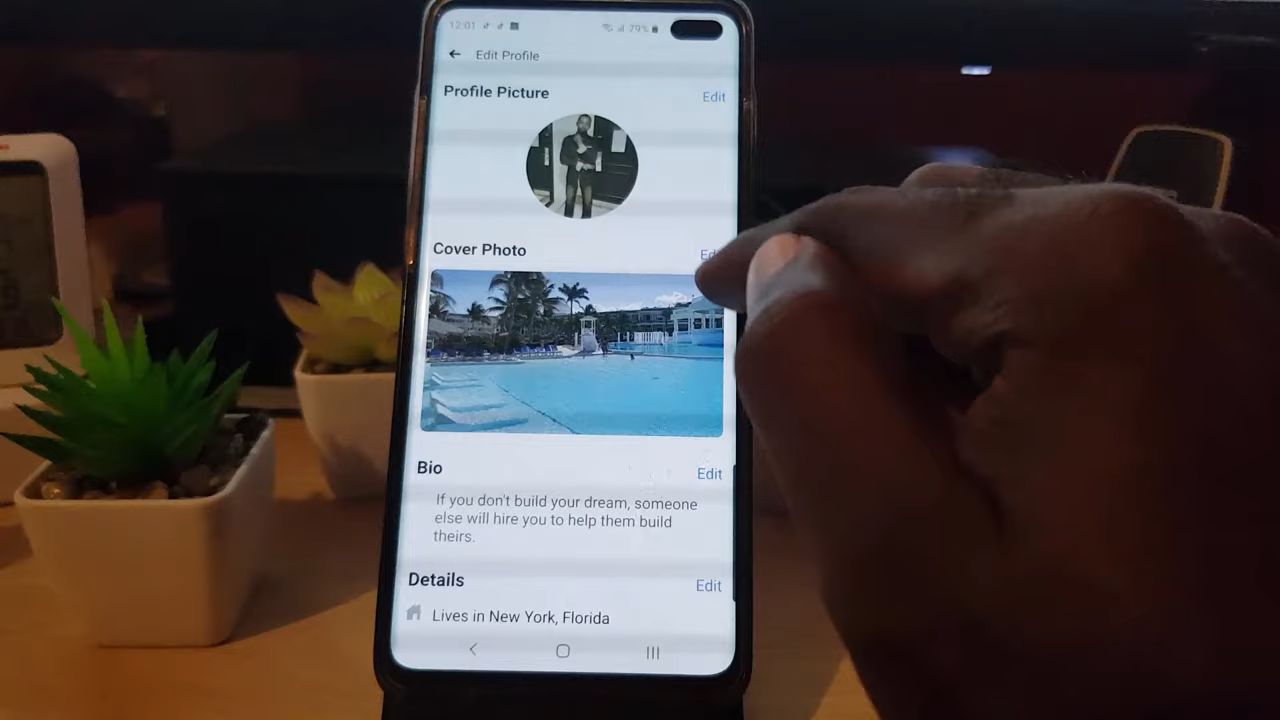 12:01
79%
Edit Profile
Profile Picture
Edit
Cover Photo
Bio
Edit
If you don't build your dream, someone
else will hire you to help them build
theirs.
Details
Edit
Lives in New York, Florida